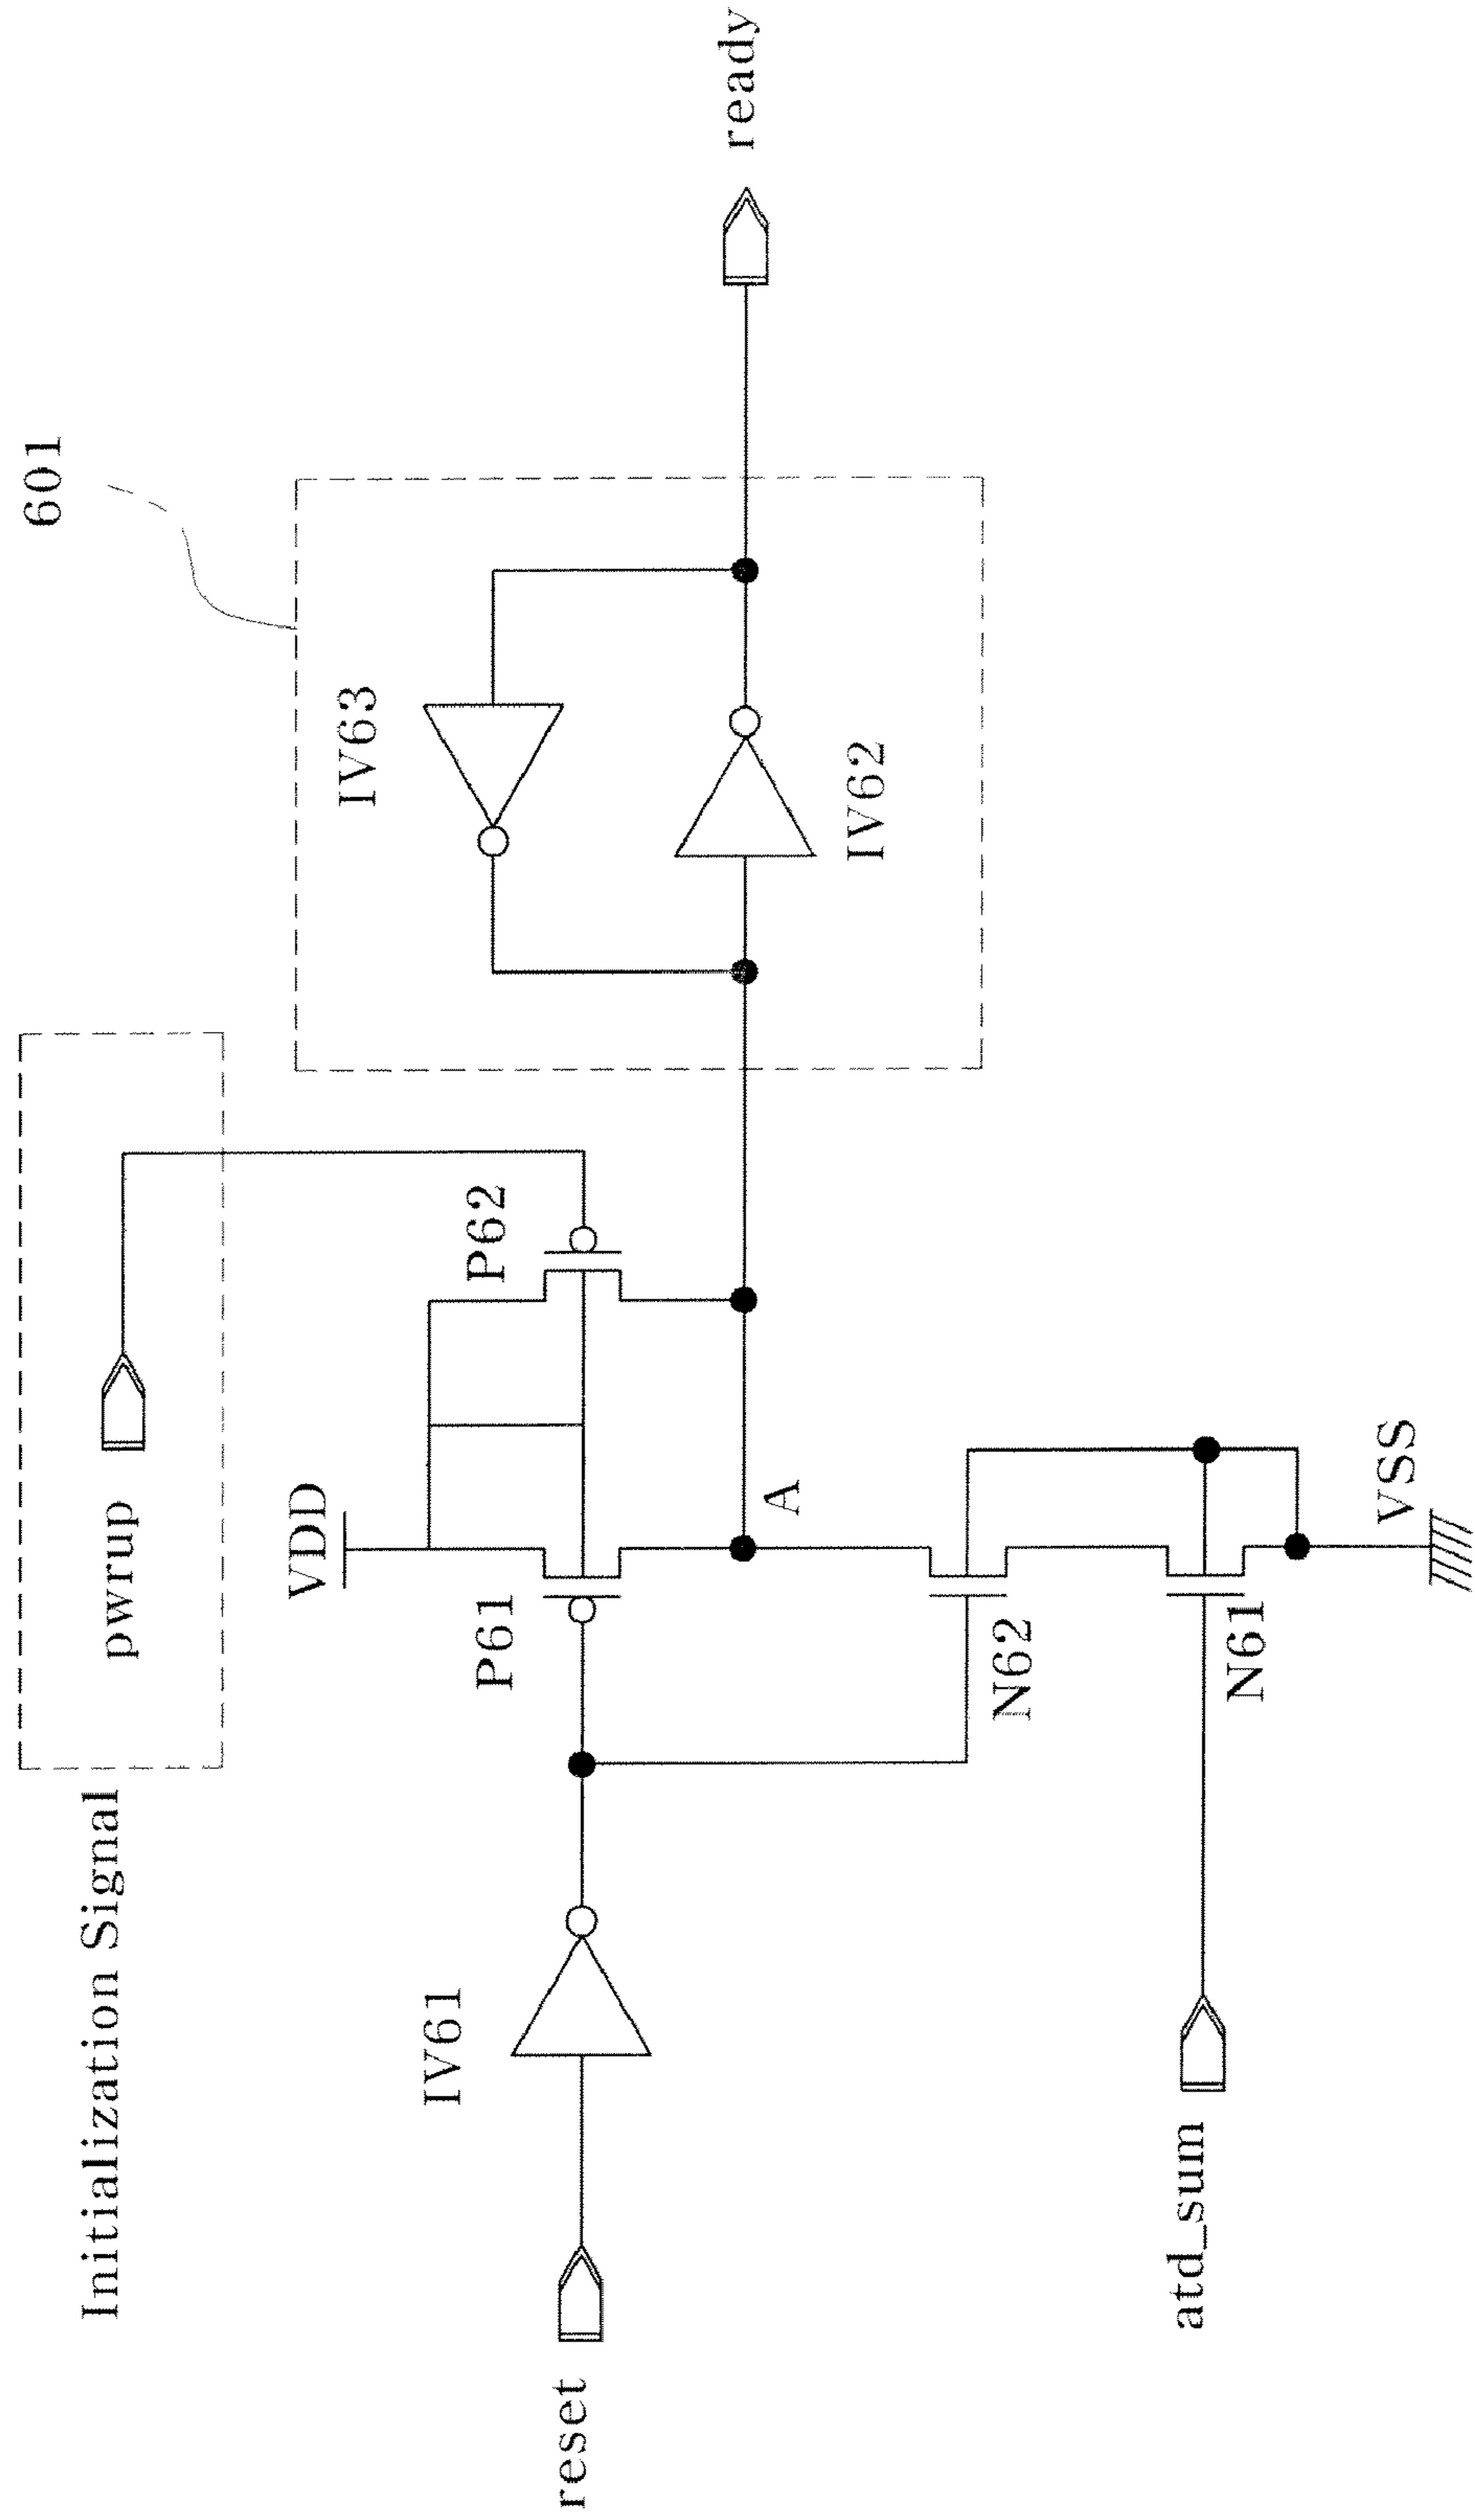 Initialization Signal
pwrup
601
VDD
IV63
P62
P61
IV61
reset
A
ready
IV62
N62
N61
atd_sum
VSS